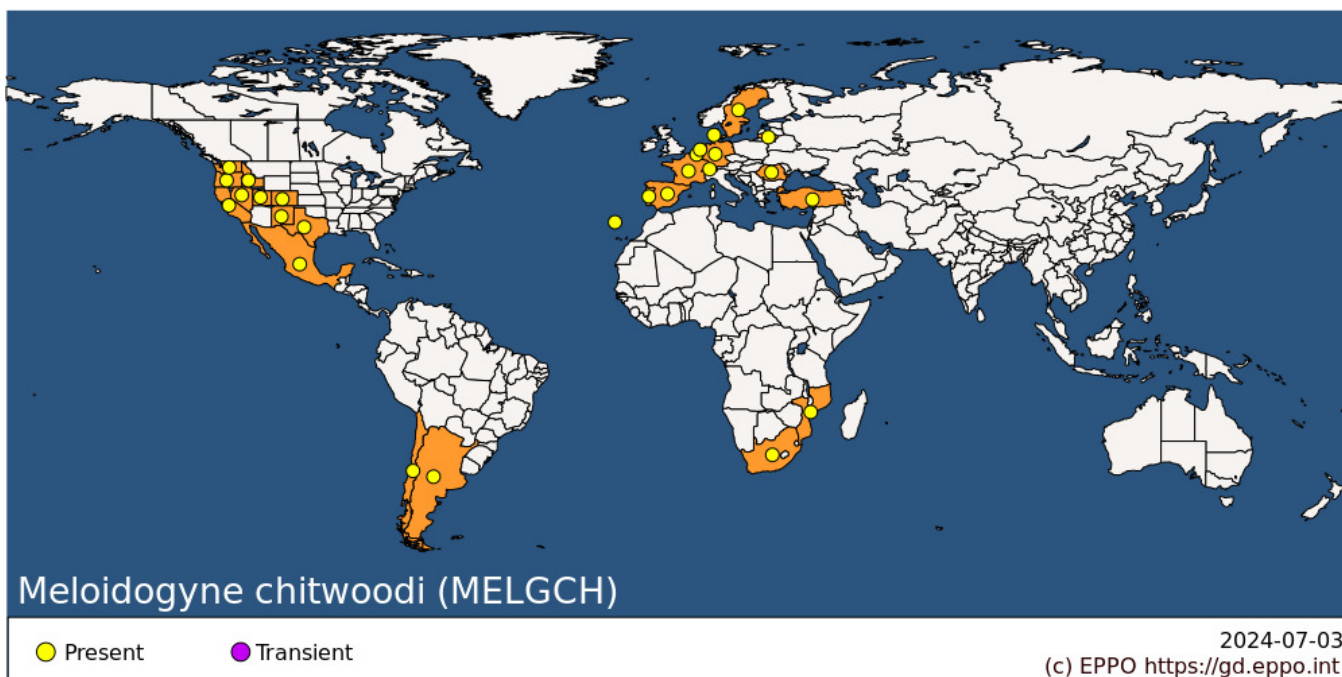 Meloidogyne chitwoodi (MELGCH)
Present
Transient
2024-07-03
(c) EPPO https://gd.eppo.int